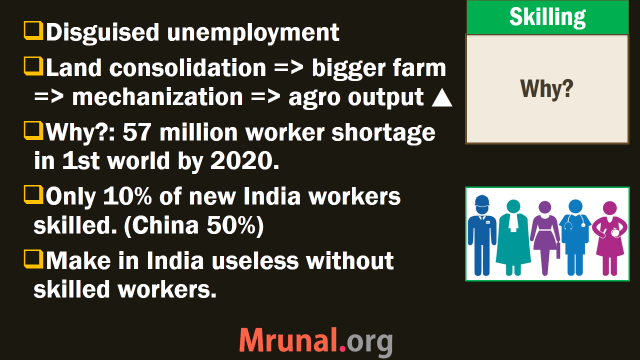 ❑Disguised unemployment
❑Land consolidation => bigger farm
=> mechanization => agro output ▲
❑Why?: 57 million worker shortage
in 1st world by 2020.
❑Only 10% of new India workers
skilled. (China 50%)
❑Make in India useless without
skilled workers.
Skilling
Why?
Mrunal.org